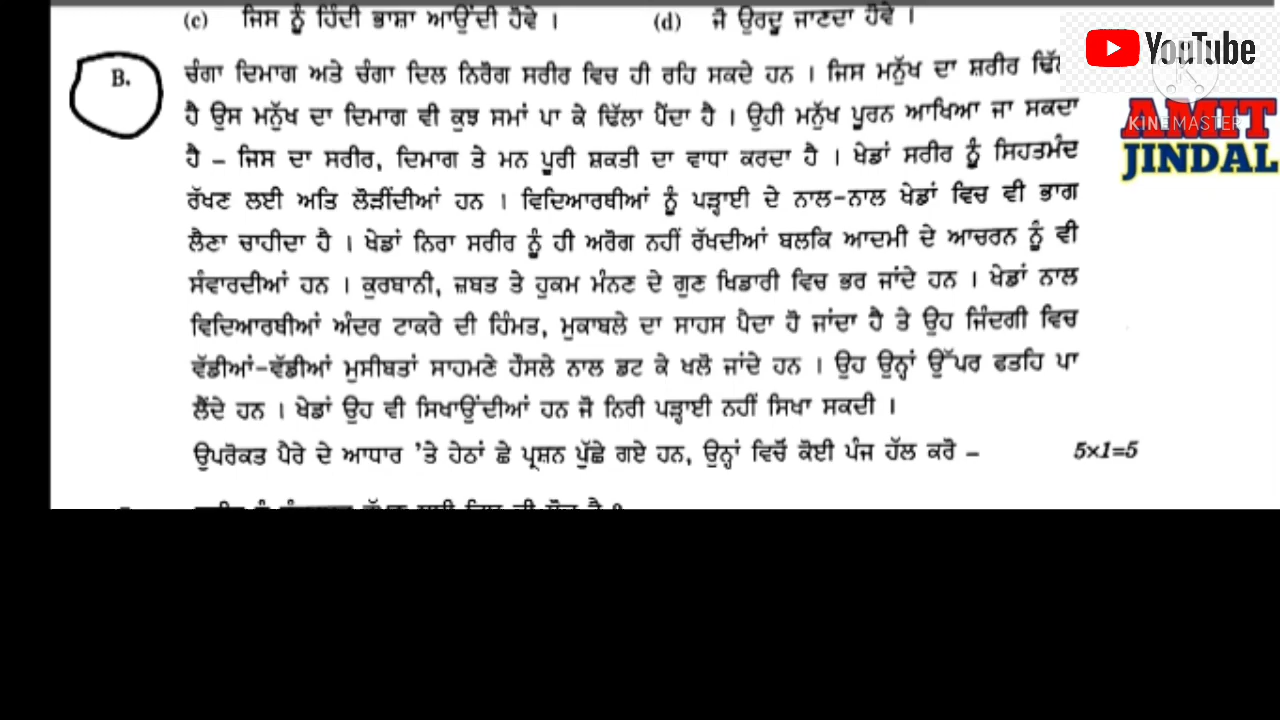 (c) ਜਿਸ ਨੂੰ ਹਿੰਦੀ ਭਾਸ਼ਾ ਆਉਂਦੀ ਹੋਵੇ । (d) ਜੋ ਉਰਦੂ ਜਾਣਦਾ ਹੋਵੇ ।
YouTube
B. ਚੰਗਾ ਦਿਮਾਗ ਅਤੇ ਚੰਗਾ ਦਿਲ ਨਿਰੋਗ ਸਰੀਰ ਵਿਚ ਹੀ ਰਹਿ ਸਕਦੇ ਹਨ । ਜਿਸ ਮਨੁੱਖ ਦਾ ਸ਼ਰੀਰ
ਹੈ ਉਸ ਮਨੁੱਖ ਦਾ ਦਿਮਾਗ ਵੀ ਕੁਝ ਸਮਾਂ ਪਾ ਕੇ ਢਿੱਲਾ ਪੈਂਦਾ ਹੈ । ਉਹੀ ਮਨੁੱਖ ਪੂਰਨ ਆਖਿਆ ਜਾ ਸਕਦਾ
AMIT
KINEMASTER
JINDAL
ਹੈ – ਜਿਸ ਦਾ ਸਰੀਰ, ਦਿਮਾਗ ਤੇ ਮਨ ਪੂਰੀ ਸ਼ਕਤੀ ਦਾ ਵਾਧਾ ਕਰਦਾ ਹੈ । ਖੇਡਾਂ ਸਰੀਰ ਨੂੰ ਸਿਹਤਮੰਦ
ਰੱਖਣ ਲਈ ਅਤਿ ਲੋੜੀਂਦੀਆਂ ਹਨ । ਵਿਦਿਆਰਥੀਆਂ ਨੂੰ ਪੜ੍ਹਾਈ ਦੇ ਨਾਲ-ਨਾਲ ਖੇਡਾਂ ਵਿਚ ਵੀ ਭਾਗ
ਲੈਣਾ ਚਾਹੀਦਾ ਹੈ । ਖੇਡਾਂ ਨਿਰਾ ਸਰੀਰ ਨੂੰ ਹੀ ਅਰੋਗ ਨਹੀਂ ਰੱਖਦੀਆਂ ਬਲਕਿ ਆਦਮੀ ਦੇ ਆਚਰਨ ਨੂੰ ਵੀ
ਸੰਵਾਰਦੀਆਂ ਹਨ । ਕੁਰਬਾਨੀ, ਜ਼ਬਤ ਤੇ ਹੁਕਮ ਮੰਨਣ ਦੇ ਗੁਣ ਖਿਡਾਰੀ ਵਿਚ ਭਰ ਜਾਂਦੇ ਹਨ । ਖੇਡਾਂ ਨਾਲ
ਵਿਦਿਆਰਥੀਆਂ ਅੰਦਰ ਟਾਕਰੇ ਦੀ ਹਿੰਮਤ, ਮੁਕਾਬਲੇ ਦਾ ਸਾਹਸ ਪੈਦਾ ਹੋ ਜਾਂਦਾ ਹੈ ਤੇ ਉਹ ਜਿੰਦਗੀ ਵਿਚ
ਵੱਡੀਆਂ-ਵੱਡੀਆਂ ਮੁਸੀਬਤਾਂ ਸਾਹਮਣੇ ਹੌਸਲੇ ਨਾਲ ਡਟ ਕੇ ਖਲੋ ਜਾਂਦੇ ਹਨ । ਉਹ ਉਨ੍ਹਾਂ ਉੱਪਰ ਫਤਹਿ ਪਾ
ਲੈਂਦੇ ਹਨ । ਖੇਡਾਂ ਉਹ ਵੀ ਸਿਖਾਉਂਦੀਆਂ ਹਨ ਜੋ ਨਿਰੀ ਪੜ੍ਹਾਈ ਨਹੀਂ ਸਿਖਾ ਸਕਦੀ ।
ਉਪਰੋਕਤ ਪੈਰੇ ਦੇ ਆਧਾਰ 'ਤੇ ਹੇਠਾਂ ਛੇ ਪ੍ਰਸ਼ਨ ਪੁੱਛੇ ਗਏ ਹਨ, ਉਨ੍ਹਾਂ ਵਿਚੋਂ ਕੋਈ ਪੰਜ ਹੱਲ ਕਰੋ – 5x1=5